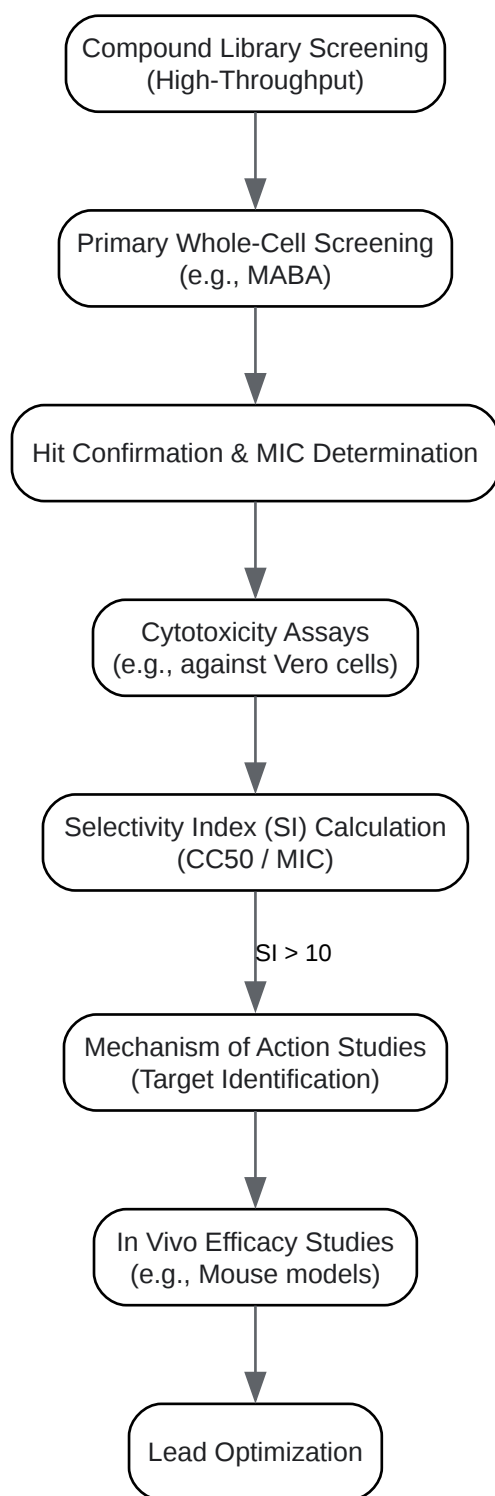 Compound Library Screening
(High-Throughput)
Primary Whole-Cell Screening
(e.g., MABA)
Hit Confirmation & MIC Determination
Cytotoxicity Assays
(e.g., against Vero cells)
Selectivity Index (SI) Calculation
(CC50 / MIC)
SI > 10
Mechanism of Action Studies
(Target Identification)
In Vivo Efficacy Studies
(e.g., Mouse models)
Lead Optimization